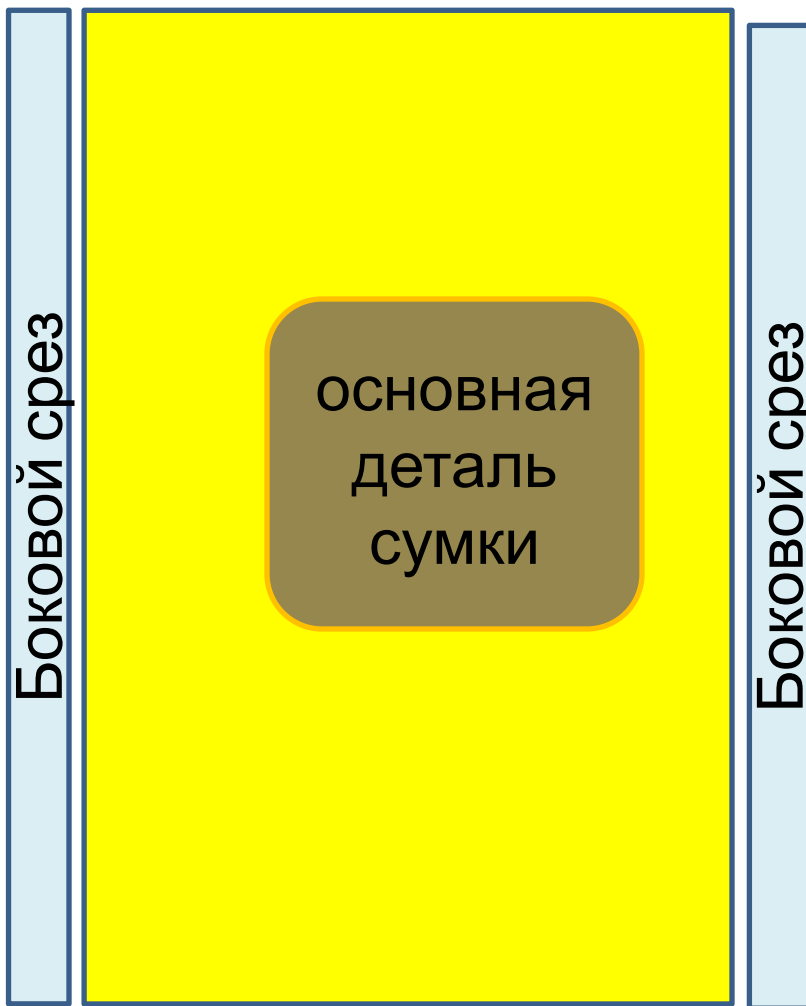 Боковой срез
основная
деталь
сумки
Боковой срез